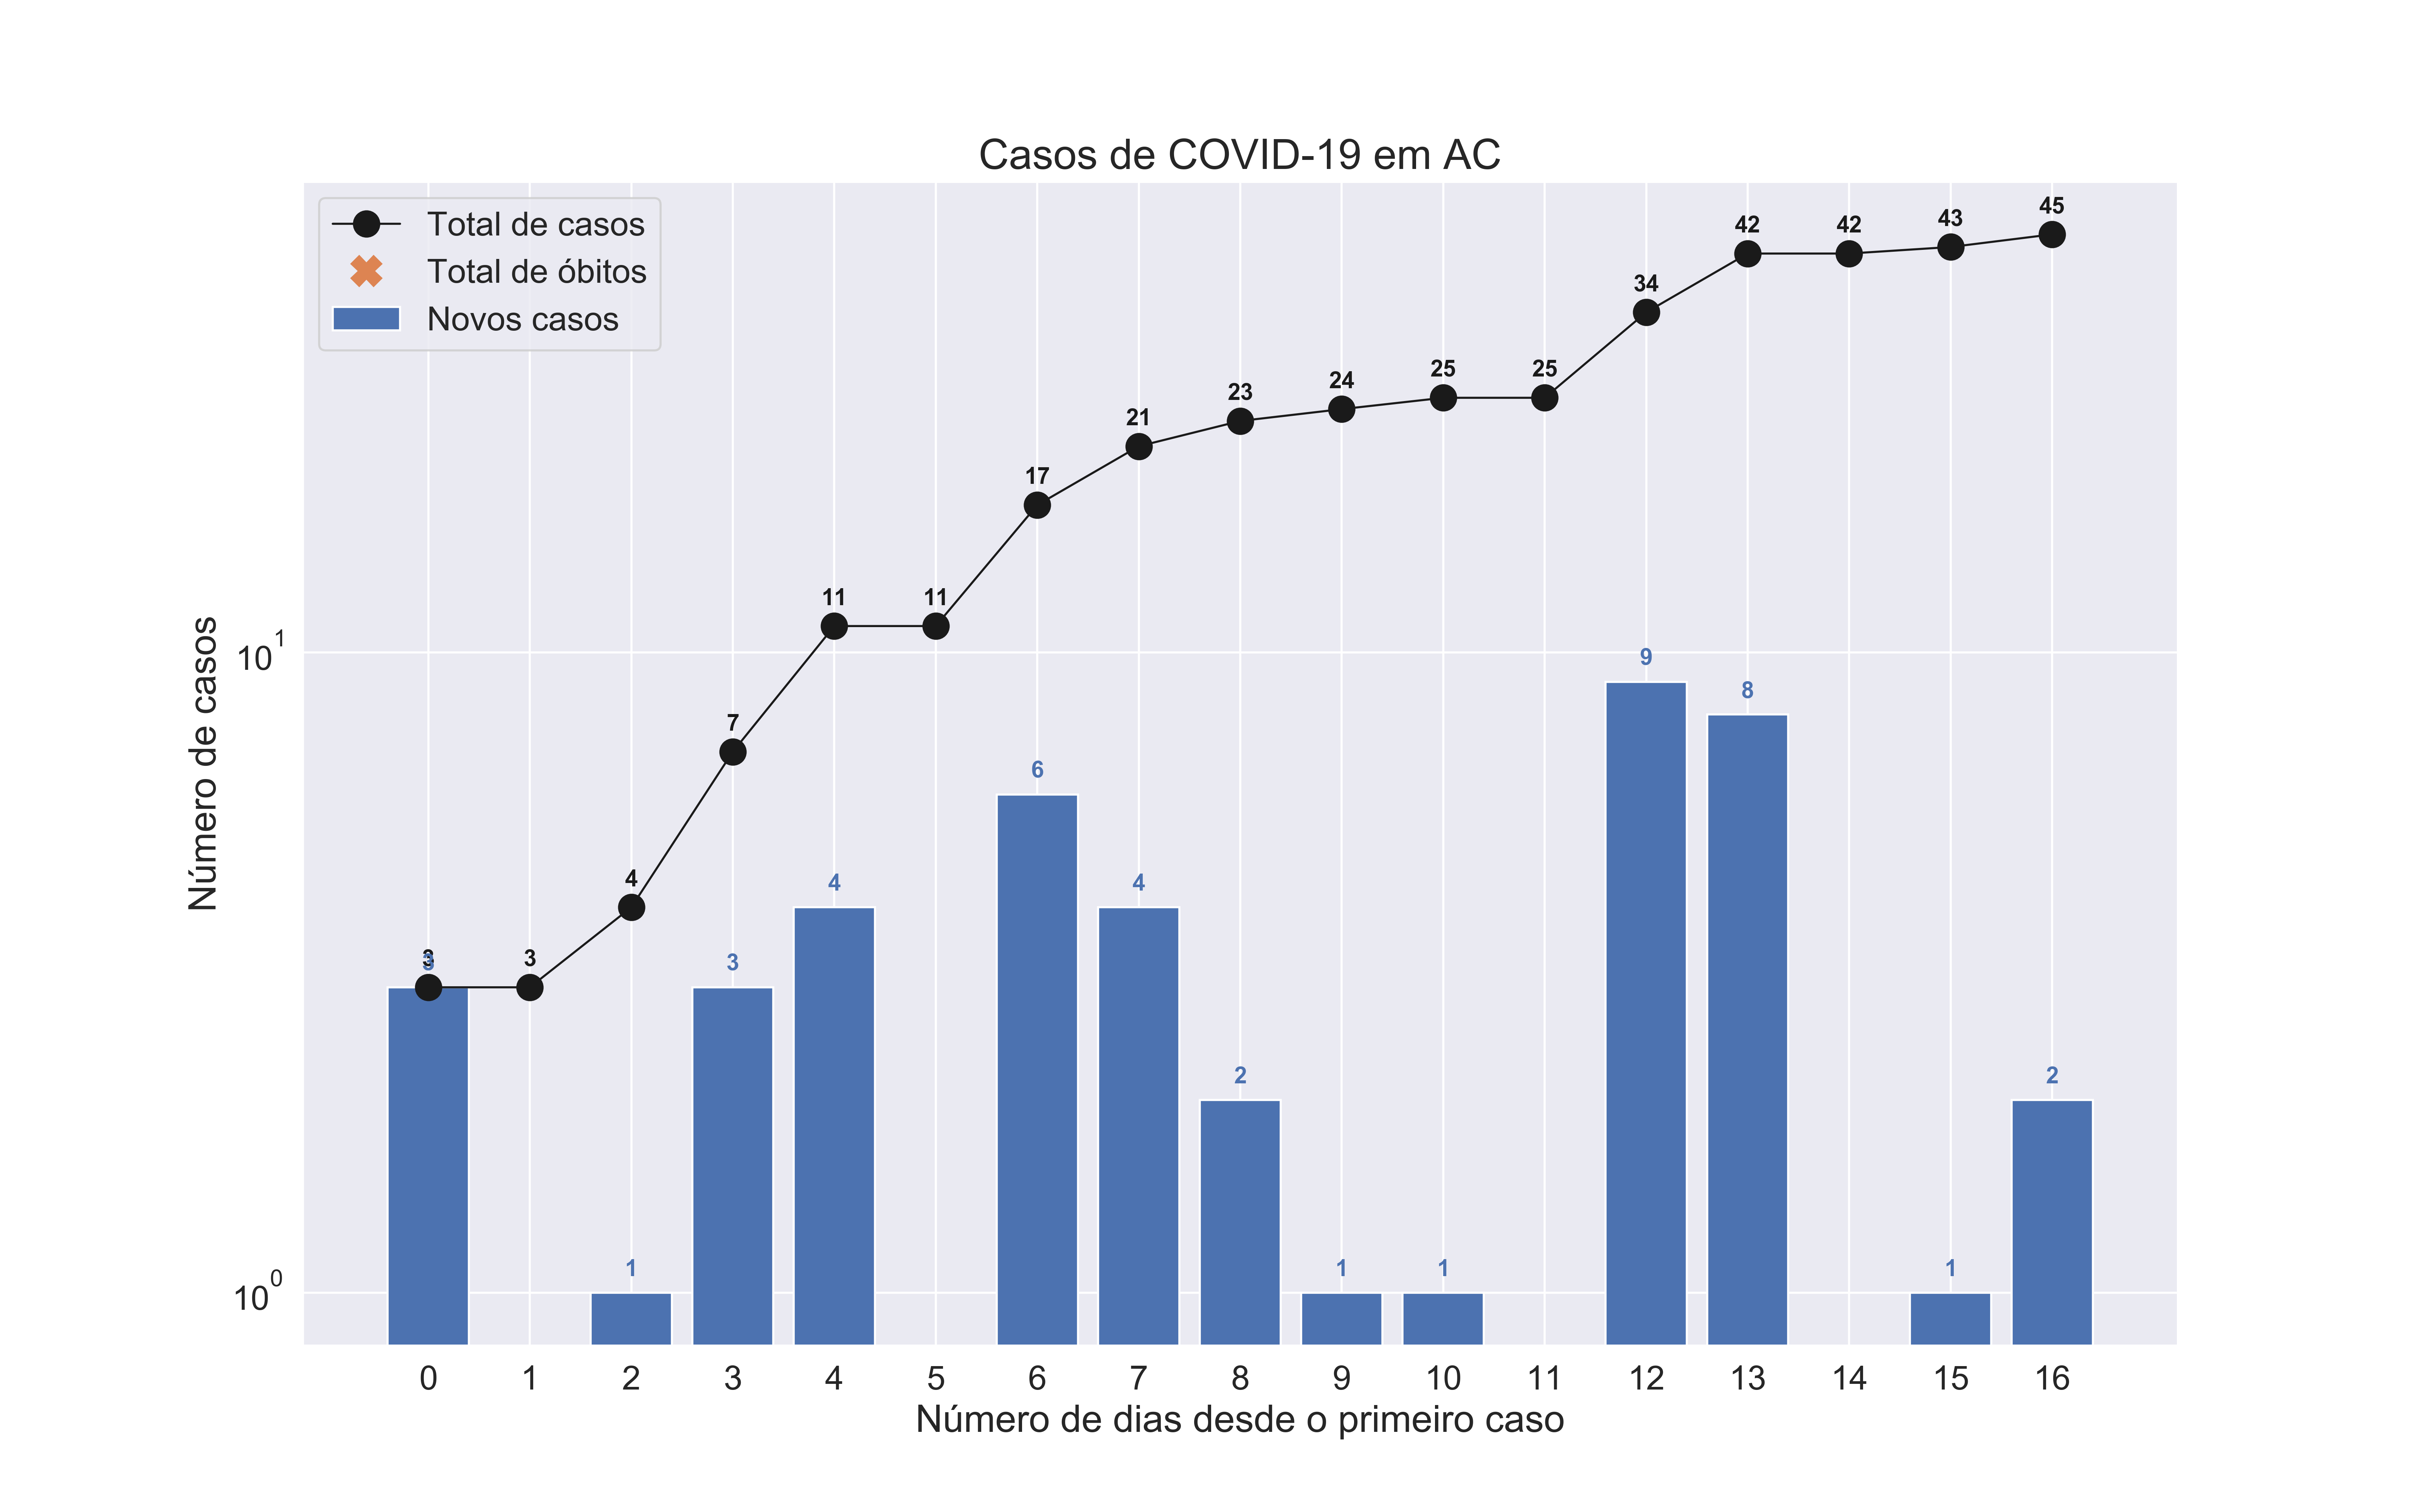 Casos de COVID-19 em AC
Total de casos
Total de óbitos
Novos casos
Número de casos
10^1
10^0
3 3 4 7 11 11 17 21 23 24 25 25 34 42 42 43 45
3 1 3 4 6 4 2 1 1 9 8 1 2
0 1 2 3 4 5 6 7 8 9 10 11 12 13 14 15 16
Número de dias desde o primeiro caso